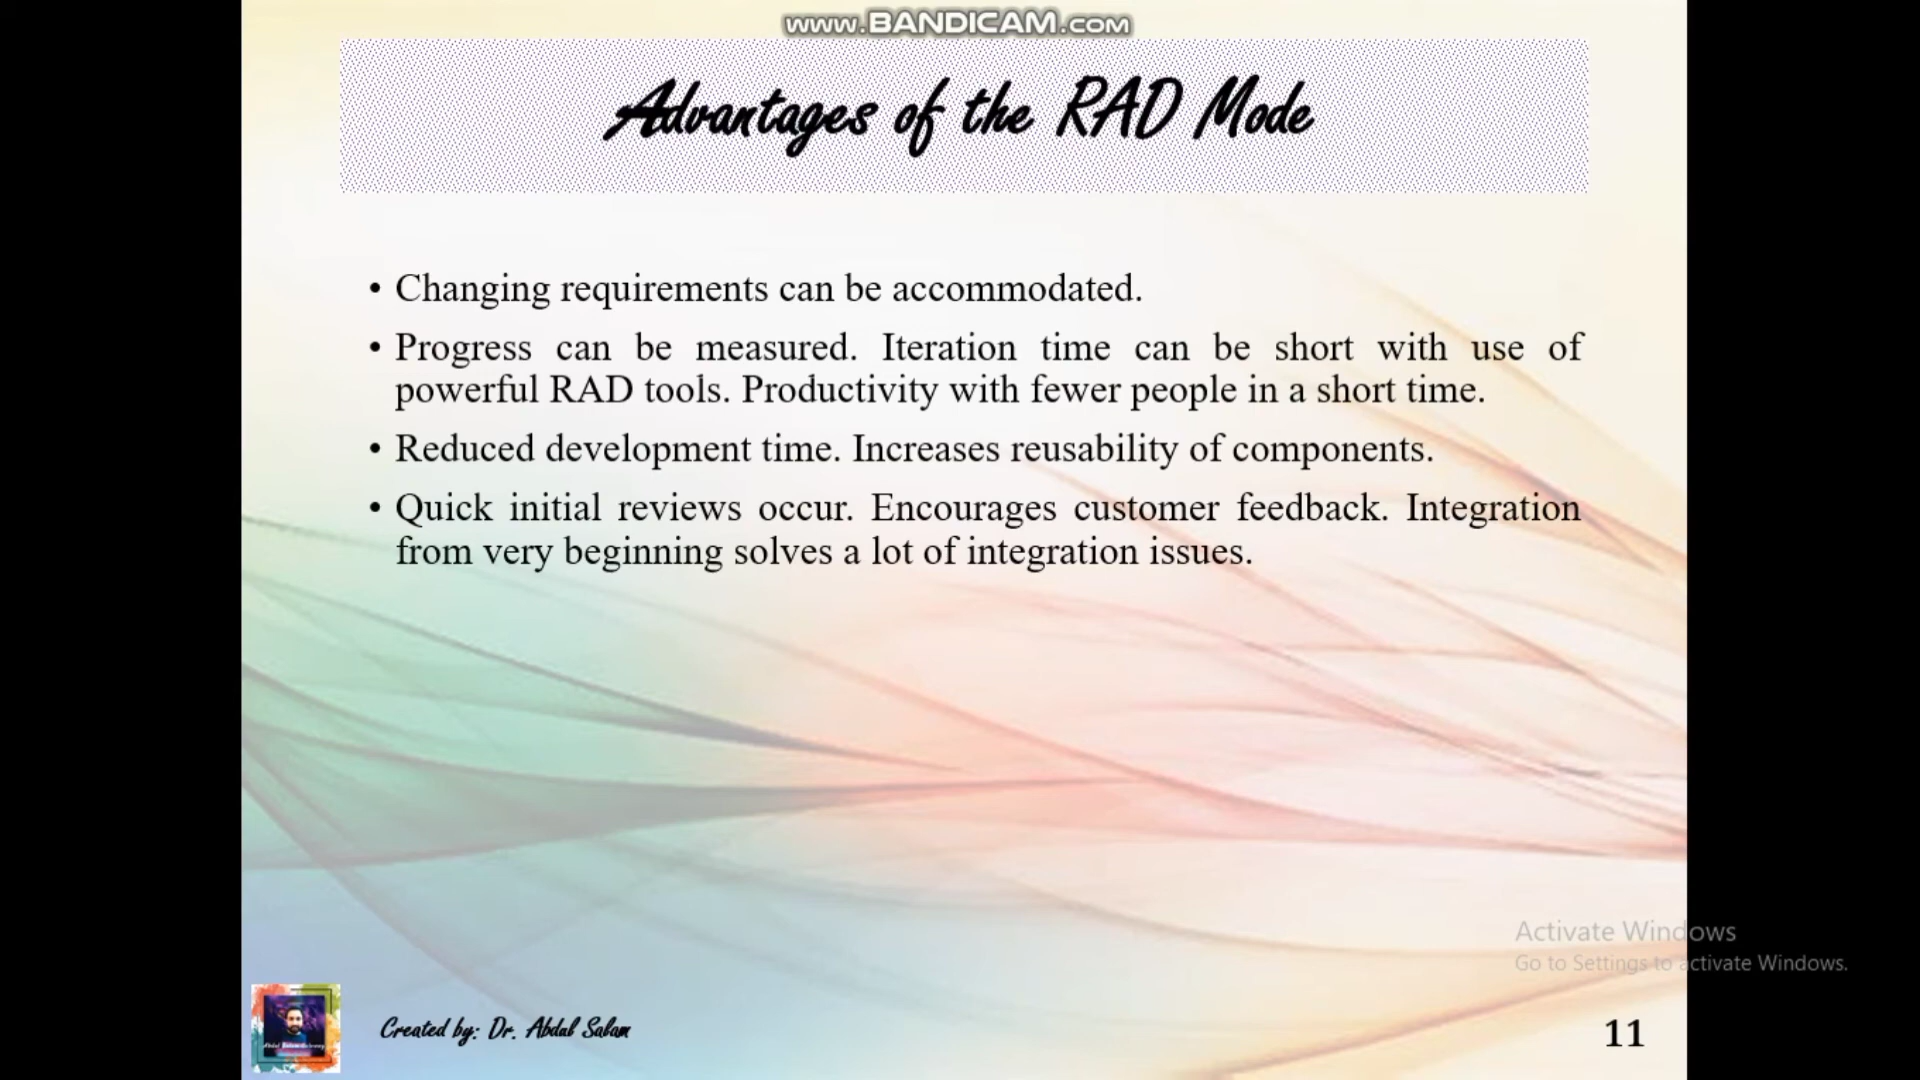 www.BANDICAM.com
Advantages of the RAD Mode
• Changing requirements can be accommodated.
• Progress can be measured. Iteration time can be short with use of
powerful RAD tools. Productivity with fewer people in a short time.
• Reduced development time. Increases reusability of components.
• Quick initial reviews occur. Encourages customer feedback. Integration
from very beginning solves a lot of integration issues.
Activate Windows
Go to Settings to activate Windows.
Created by: Dr. Abdul Salam
11